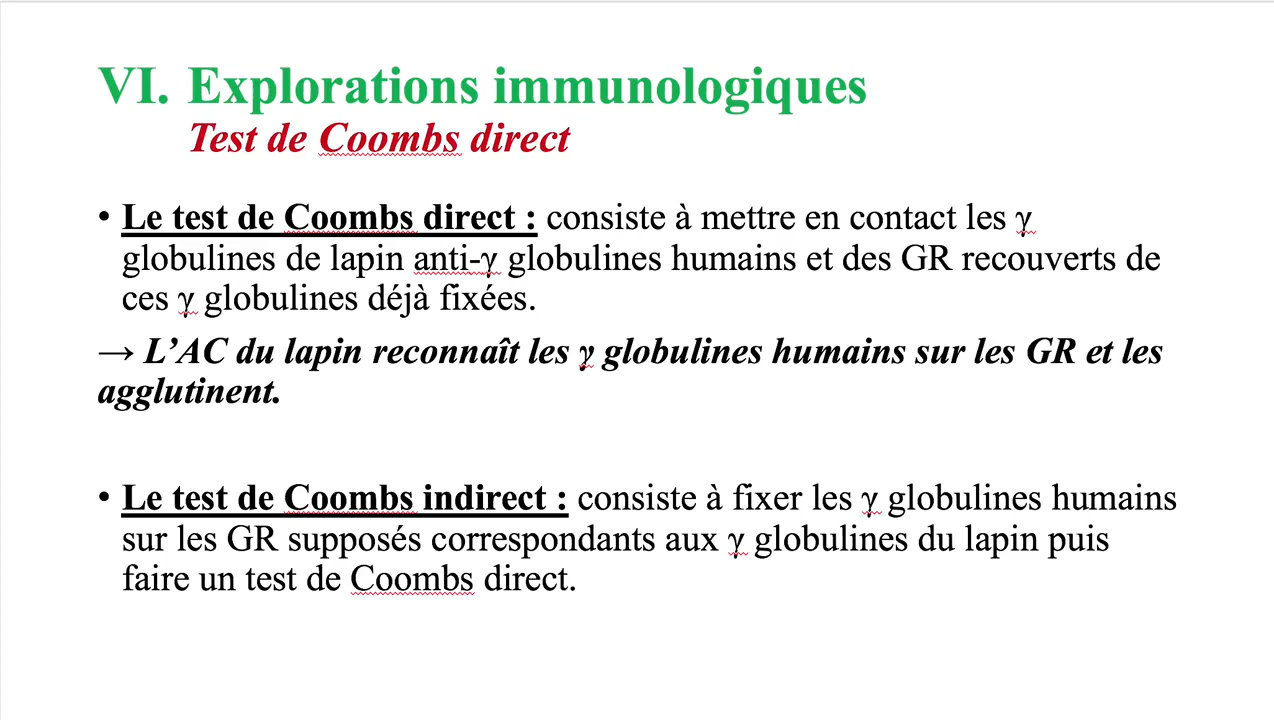 VI. Explorations immunologiques
Test de Coombs direct
• Le test de Coombs direct : consiste à mettre en contact les γ
globulines de lapin anti-γ globulines humains et des GR recouverts de
ces γ globulines déjà fixées.
→ L’AC du lapin reconnaît les γ globulines humains sur les GR et les
agglutinent.
• Le test de Coombs indirect : consiste à fixer les γ globulines humains
sur les GR supposés correspondants aux γ globulines du lapin puis
faire un test de Coombs direct.